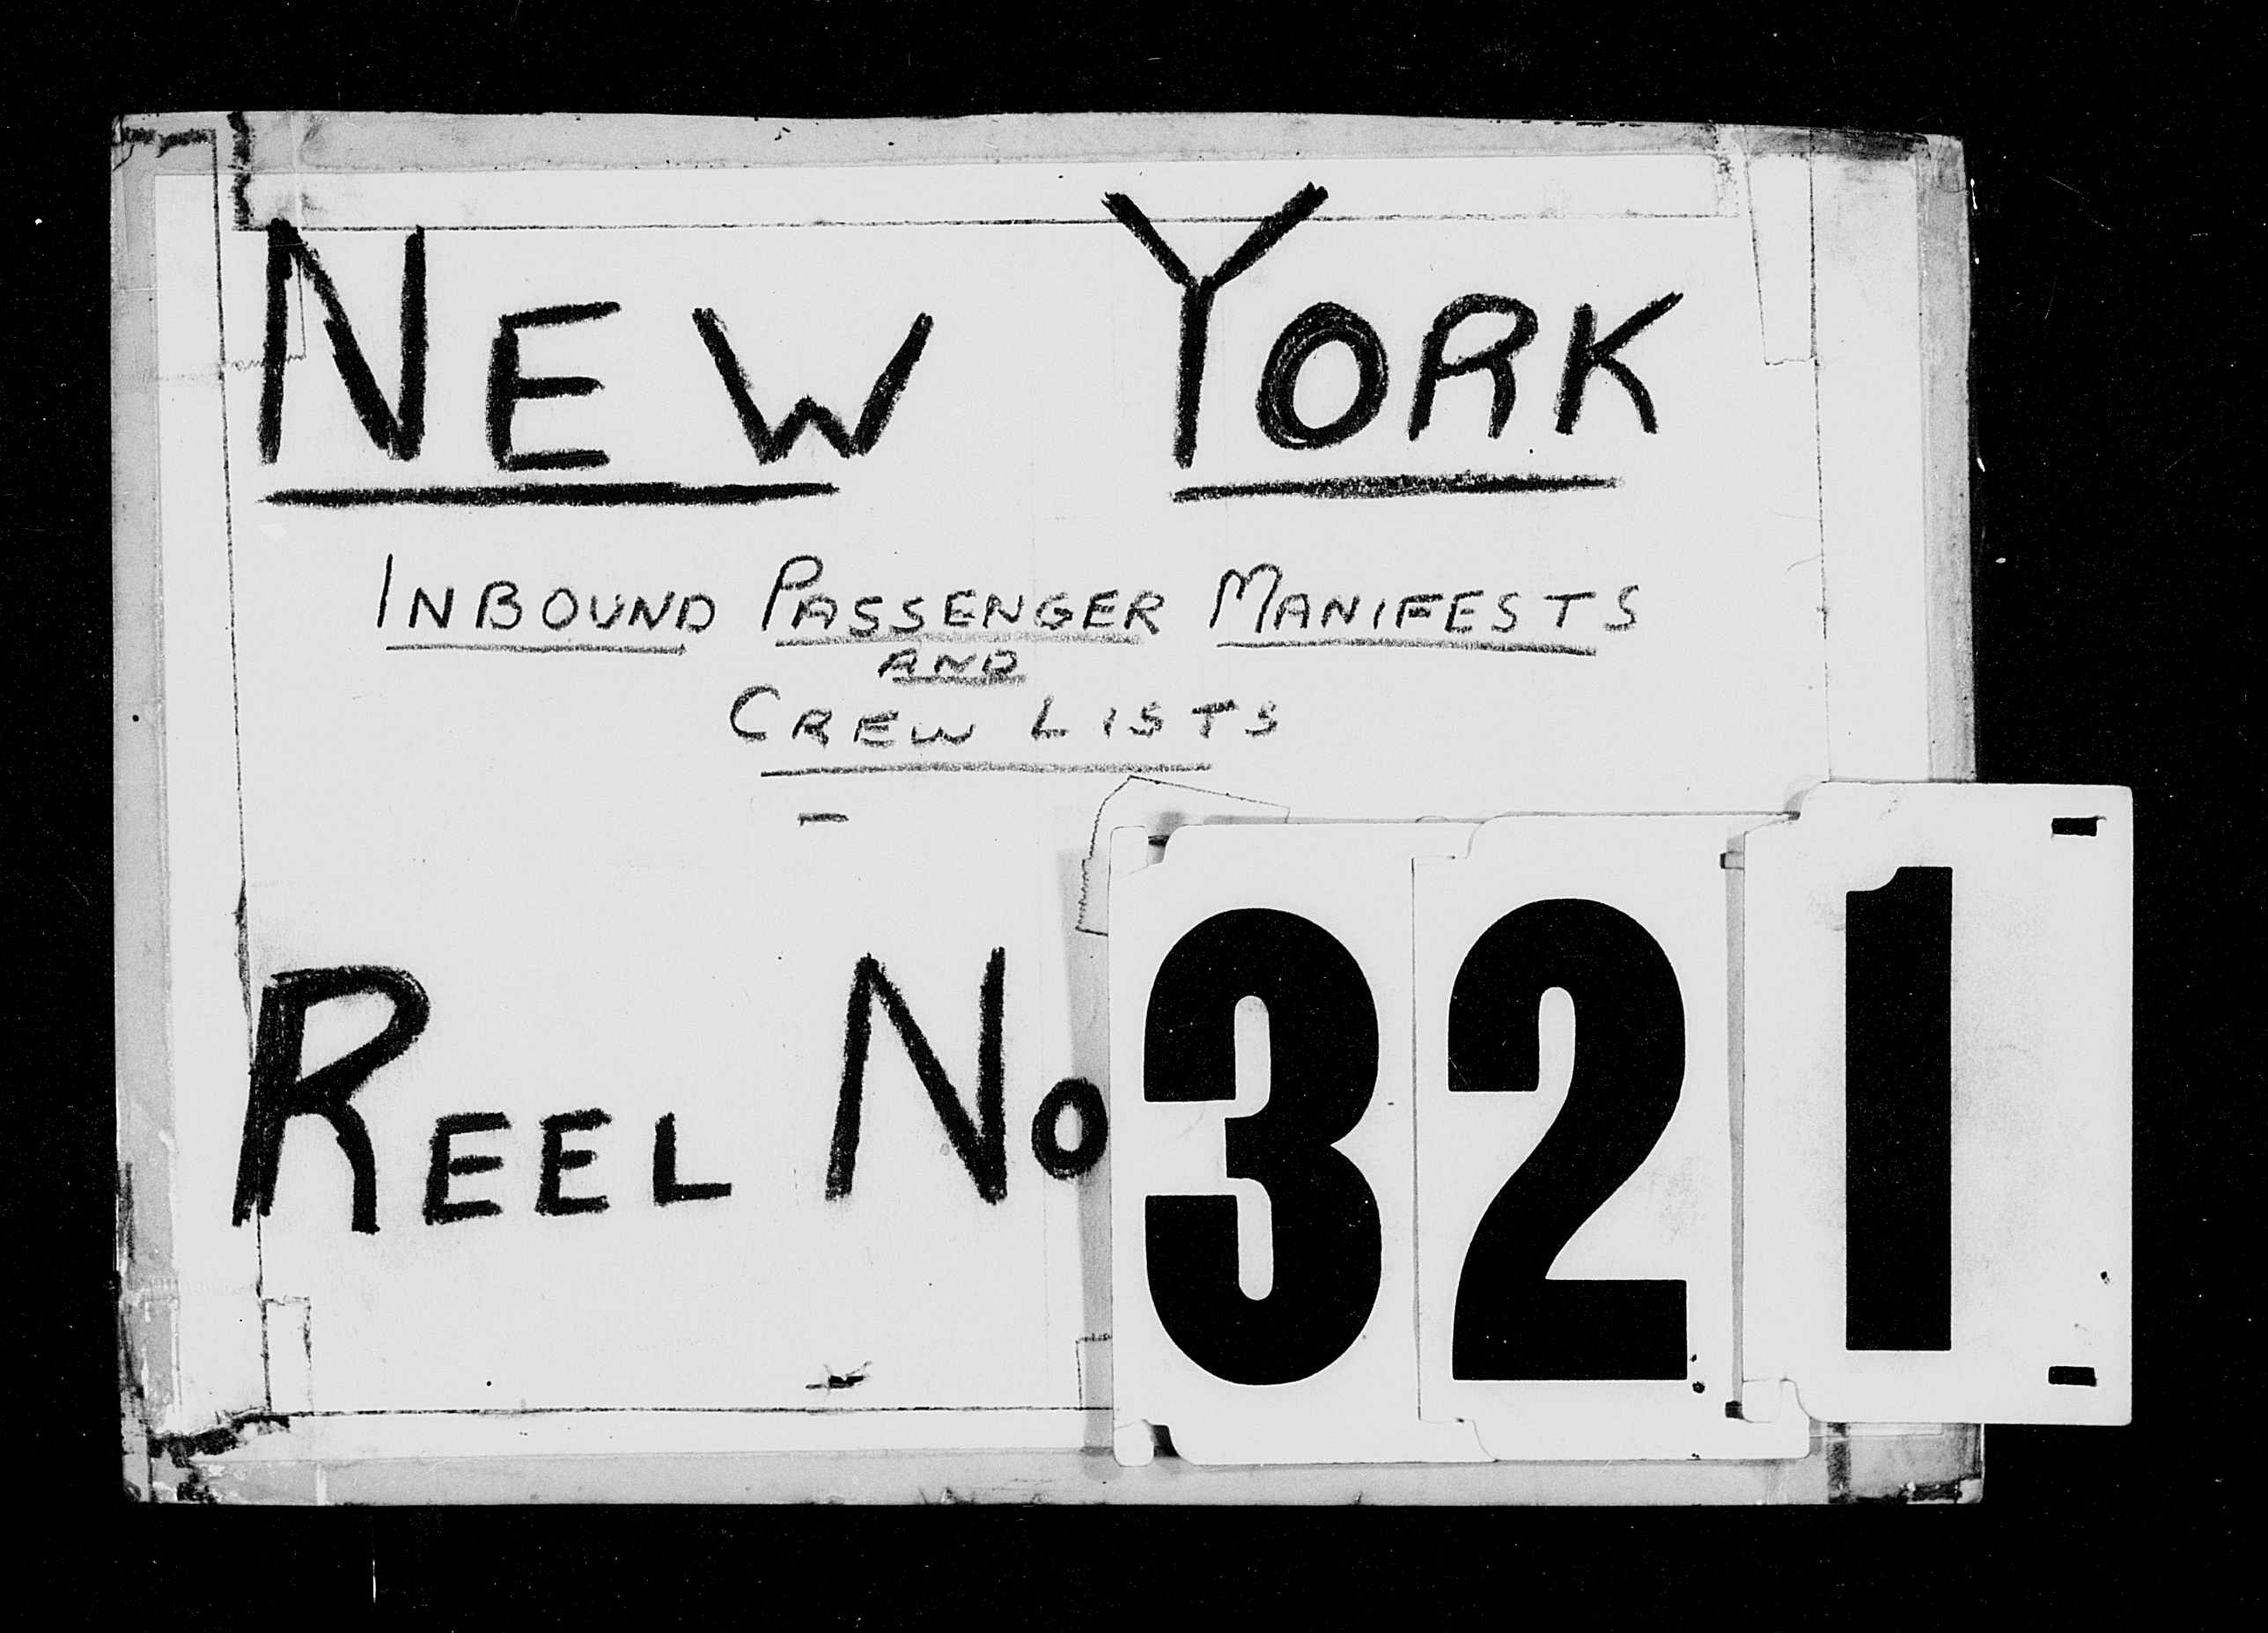 NEW YORK
INBOUND PASSENGER MANIFESTS
AND
CREW LISTS
REEL No 321